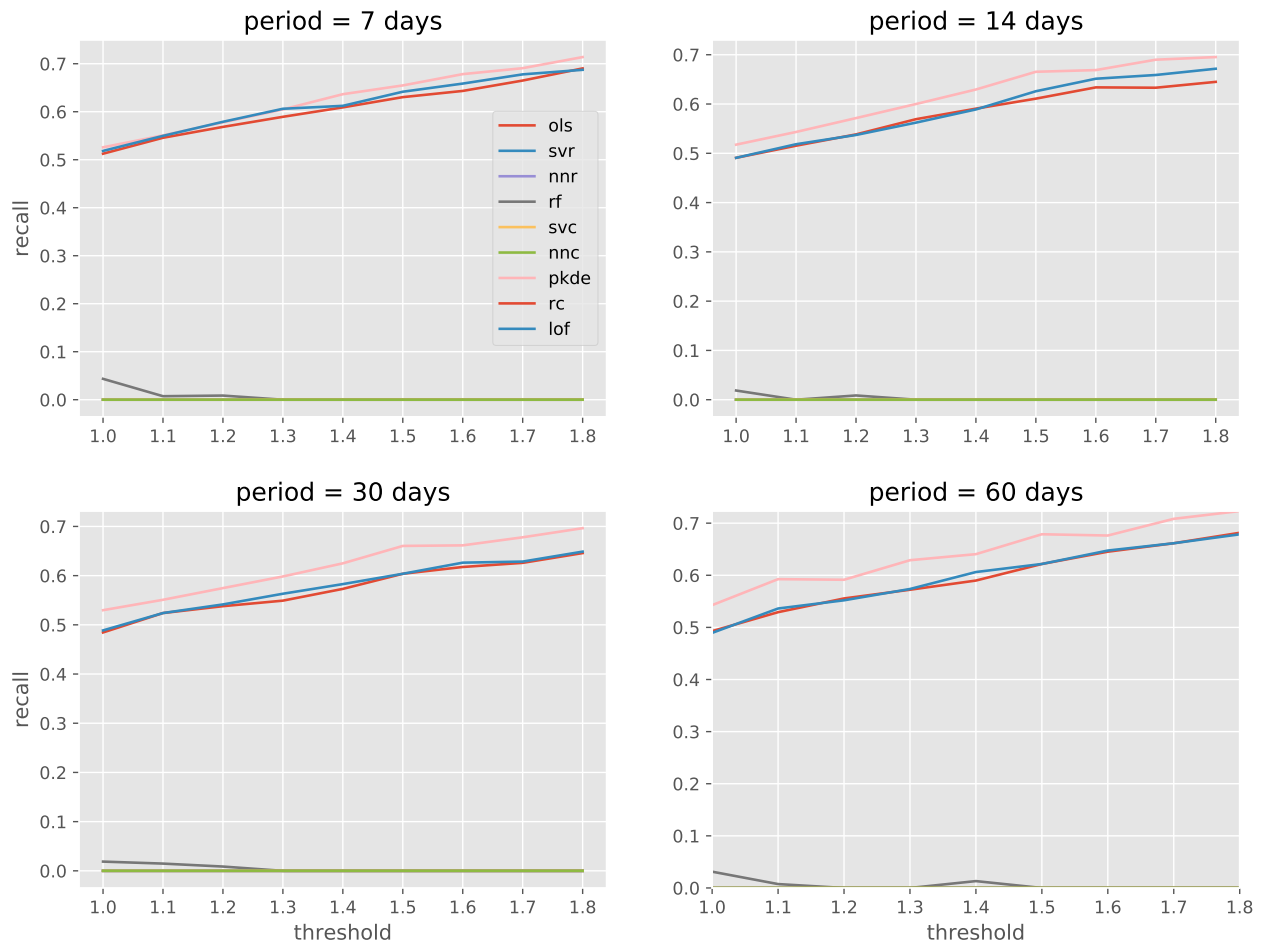 period = 7 days
recall
0.7
0.6
0.5
0.4
0.3
0.2
0.1
0.0
1.0 1.1 1.2 1.3 1.4 1.5 1.6 1.7 1.8
ols
svr
nnr
rf
svc
nnc
pkde
rc
lof
period = 14 days
0.7
0.6
0.5
0.4
0.3
0.2
0.1
0.0
1.0 1.1 1.2 1.3 1.4 1.5 1.6 1.7 1.8
period = 30 days
recall
0.7
0.6
0.5
0.4
0.3
0.2
0.1
0.0
1.0 1.1 1.2 1.3 1.4 1.5 1.6 1.7 1.8
threshold
period = 60 days
0.7
0.6
0.5
0.4
0.3
0.2
0.1
0.0
1.0 1.1 1.2 1.3 1.4 1.5 1.6 1.7 1.8
threshold